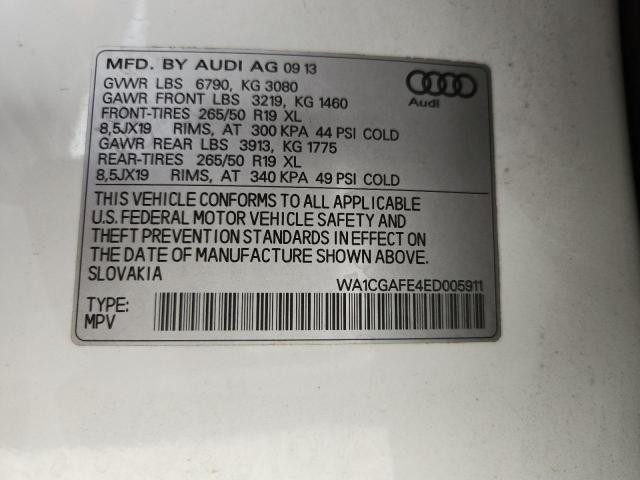 MFD. BY AUDI AG 09 13
GVWR LBS 6790, KG 3080
GAWR FRONT LBS 3219, KG 1460
FRONT-TIRES 265/50 R19 XL
8,5JX19 RIMS, AT 300 KPA 44 PSI COLD
GAWR REAR LBS 3913, KG 1775
REAR-TIRES 265/50 R19 XL
8,5JX19 RIMS, AT 340 KPA 49 PSI COLD
Audi
THIS VEHICLE CONFORMS TO ALL APPLICABLE
U.S. FEDERAL MOTOR VEHICLE SAFETY AND
THEFT PREVENTION STANDARDS IN EFFECT ON
THE DATE OF MANUFACTURE SHOWN ABOVE.
SLOVAKIA
WA1CGAFE4ED005911
TYPE:
MPV